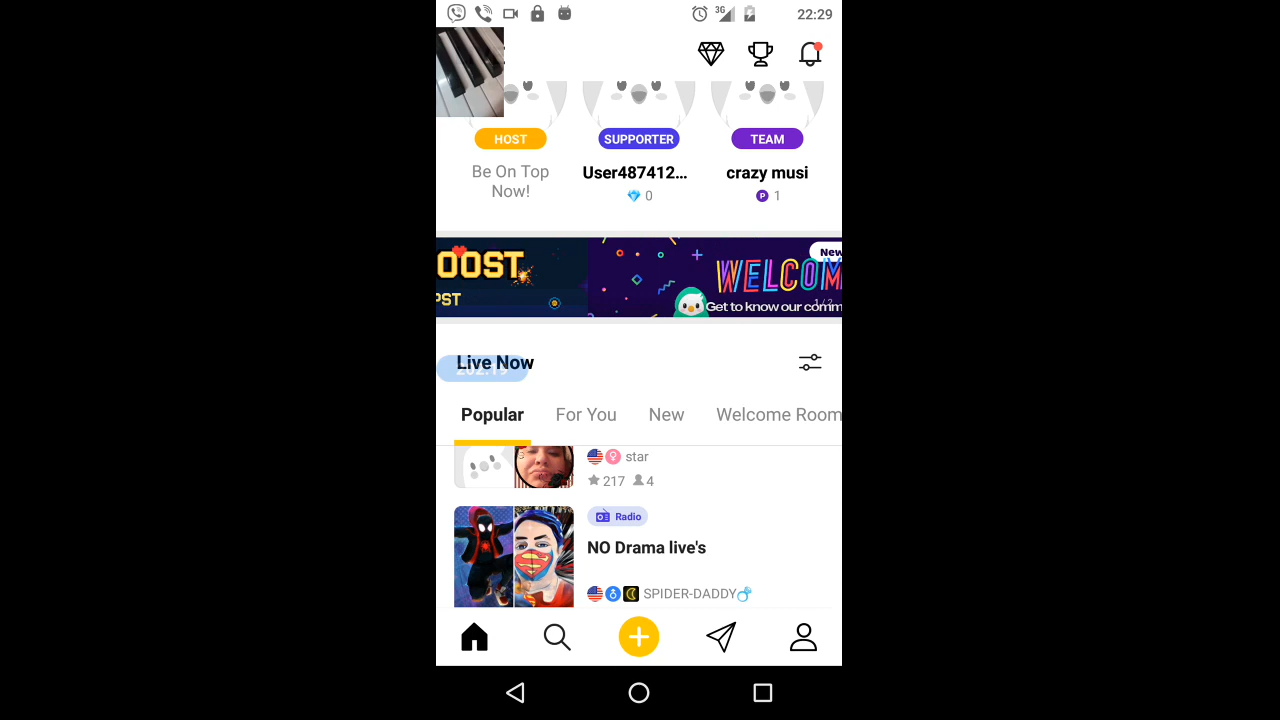 3G
22:29
HOST
SUPPORTER
TEAM
Be On Top
Now!
User487412...
crazy musi
0
P 1
OOST
PST
New
WELCOM
Get to know our comm
1/2
Live Now
Popular
For You
New
Welcome Room
star
217
4
Radio
NO Drama live's
SPIDER-DADDY